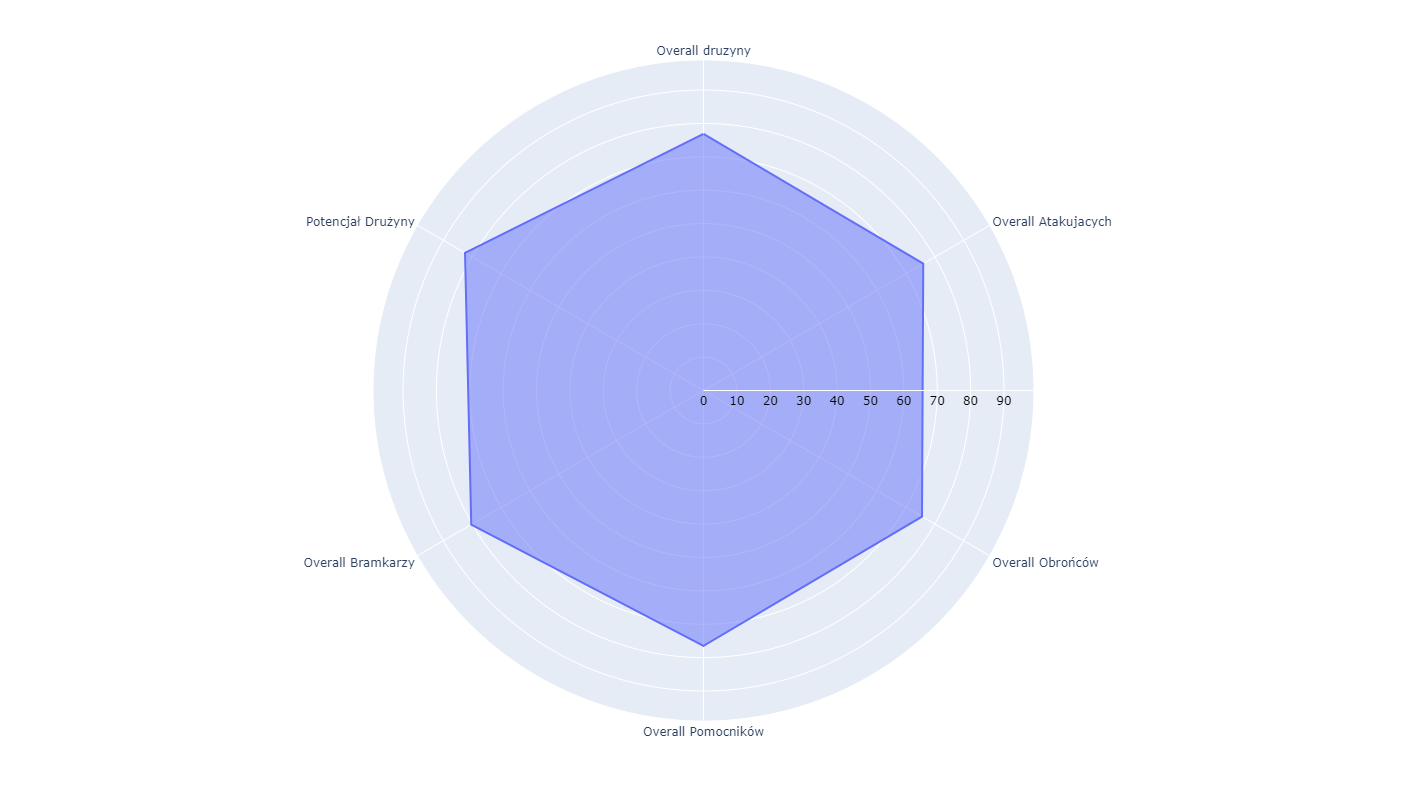 Overall druzyny
Potencjał Drużyny
Overall Atakujacych
0 10 20 30 40 50 60 70 80 90
Overall Bramkarzy
Overall Obrońców
Overall Pomocników